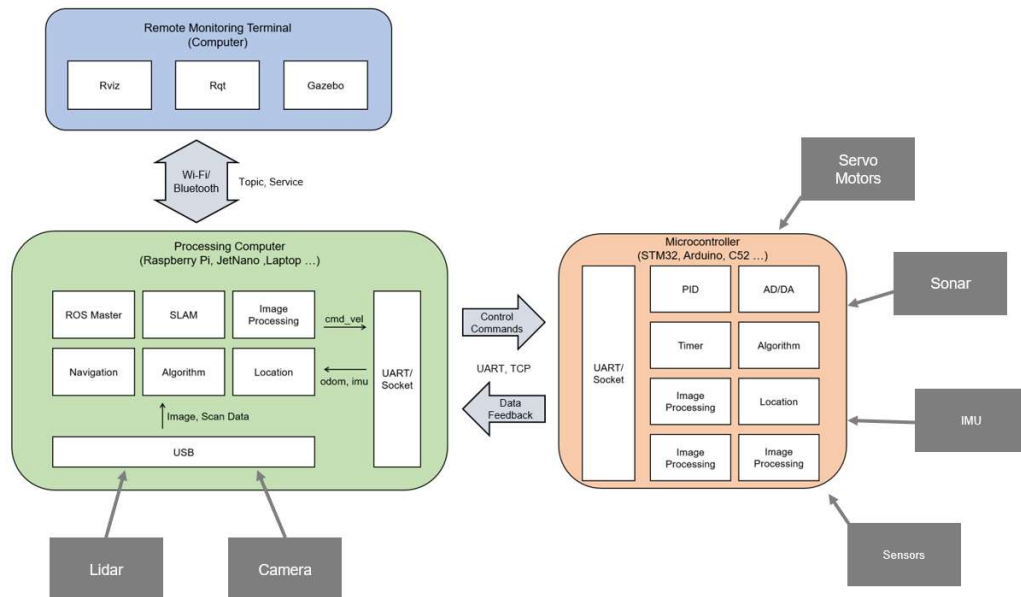 Remote Monitoring Terminal
(Computer)
Rviz
Rqt
Gazebo
Wi-Fi/
Bluetooth
Topic, Service
Servo
Motors
Processing Computer
(Raspberry Pi, JetNano ,Laptop ...)
ROS Master
SLAM
Image
Processing
cmd_vel
Navigation
Algorithm
Location
odom, imu
UART/
Socket
Image, Scan Data
USB
Control
Commands
UART, TCP
Data
Feedback
Microcontroller
(STM32, Arduino, C52 ...)
UART/
Socket
PID
AD/DA
Timer
Algorithm
Image
Processing
Location
Image
Processing
Image
Processing
Sonar
IMU
Sensors
Lidar
Camera